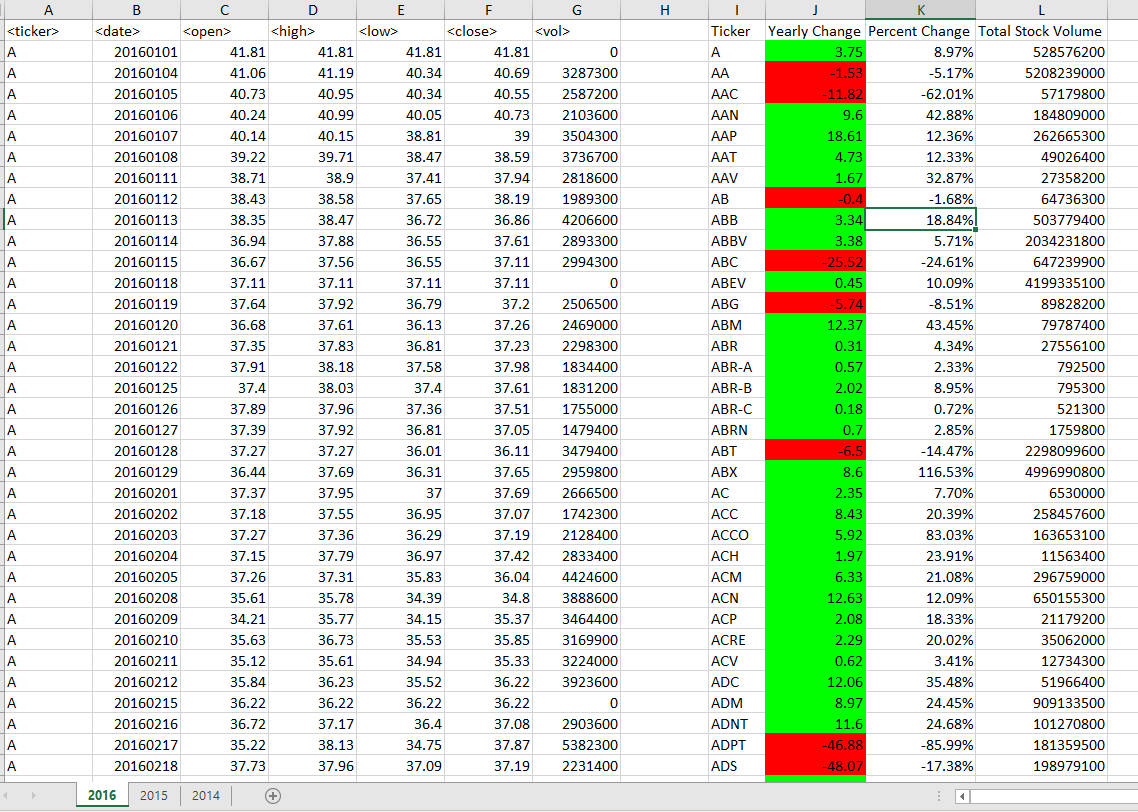 A B C D E F G H I J K L
<ticker> <date> <open> <high> <low> <close> <vol> Ticker Yearly Change Percent Change Total Stock Volume
A 20160101 41.81 41.81 41.81 41.81 0 A 3.75 8.97% 528576200
A 20160104 41.06 41.19 40.34 40.69 3287300 AA -1.53 -5.17% 5208239000
A 20160105 40.73 40.95 40.34 40.55 2587200 AAC -11.82 -62.01% 57179800
A 20160106 40.24 40.99 40.05 40.73 2103600 AAN 9.6 42.88% 184809000
A 20160107 40.14 40.15 38.81 39 3504300 AAP 18.61 12.36% 262665300
A 20160108 39.22 39.71 38.47 38.59 3736700 AAT 4.73 12.33% 49026400
A 20160111 38.71 38.9 37.41 37.94 2818600 AAV 1.67 32.87% 27358200
A 20160112 38.43 38.58 37.65 38.19 1989300 AB -0.4 -1.68% 64736300
A 20160113 38.35 38.47 36.72 36.86 4206600 ABB 3.34 18.84% 503779400
A 20160114 36.94 37.88 36.55 37.61 2893300 ABBV 3.38 5.71% 2034231800
A 20160115 36.67 37.56 36.55 37.11 2994300 ABC -25.52 -24.61% 647239900
A 20160118 37.11 37.11 37.11 37.11 0 ABEV 0.45 10.09% 4199335100
A 20160119 37.64 37.92 36.79 37.2 2506500 ABG -5.74 -8.51% 89828200
A 20160120 36.68 37.61 36.13 37.26 2469000 ABM 12.37 43.45% 79787400
A 20160121 37.35 37.83 36.81 37.23 2298300 ABR 0.31 4.34% 27556100
A 20160122 37.91 38.18 37.58 37.98 1834400 ABR-A 0.57 2.33% 792500
A 20160125 37.4 38.03 37.4 37.61 1831200 ABR-B 2.02 8.95% 795300
A 20160126 37.89 37.96 37.36 37.51 1755000 ABR-C 0.18 0.72% 521300
A 20160127 37.39 37.92 36.81 37.05 1479400 ABRN 0.7 2.85% 1759800
A 20160128 37.27 37.27 36.01 36.11 3479400 ABT -6.5 -14.47% 2298099600
A 20160129 36.44 37.69 36.31 37.65 2959800 ABX 8.6 116.53% 4996990800
A 20160201 37.37 37.95 37 37.69 2666500 AC 2.35 7.70% 6530000
A 20160202 37.18 37.55 36.95 37.07 1742300 ACC 8.43 20.39% 258457600
A 20160203 37.27 37.36 36.29 37.19 2128400 ACCO 5.92 83.03% 163653100
A 20160204 37.15 37.79 36.97 37.42 2833400 ACH 1.97 23.91% 11563400
A 20160205 37.26 37.31 35.83 36.04 4424600 ACM 6.33 21.08% 296759000
A 20160208 35.61 35.78 34.39 34.8 3888600 ACN 12.63 12.09% 650155300
A 20160209 34.21 35.77 34.15 35.37 3464400 ACP 2.08 18.33% 21179200
A 20160210 35.63 36.73 35.53 35.85 3169900 ACRE 2.29 20.02% 35062000
A 20160211 35.12 35.61 34.94 35.33 3224000 ACV 0.62 3.41% 12734300
A 20160212 35.84 36.23 35.52 36.22 3923600 ADC 12.06 35.48% 51966400
A 20160215 36.22 36.22 36.22 36.22 0 ADM 8.97 24.45% 909133500
A 20160216 36.72 37.17 36.4 37.08 2903600 ADNT 11.6 24.68% 101270800
A 20160217 35.22 38.13 34.75 37.87 5382300 ADPT -46.88 -85.99% 181359500
A 20160218 37.73 37.96 37.09 37.19 2231400 ADS -48.07 -17.38% 198979100
2016 2015 2014